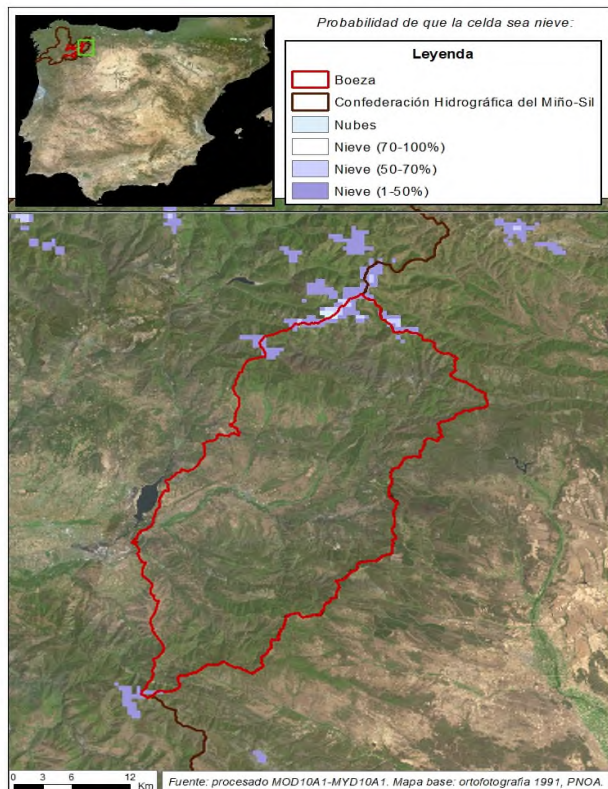 Probabilidad de que la celda sea nieve:
Leyenda
Boeza
Confederación Hidrográfica del Miño-Sil
Nubes
Nieve (70-100%)
Nieve (50-70%)
Nieve (1-50%)
0 3 6 12
Km
Fuente: procesado MOD10A1-MYD10A1. Mapa base: ortofotografía 1991, PNOA.